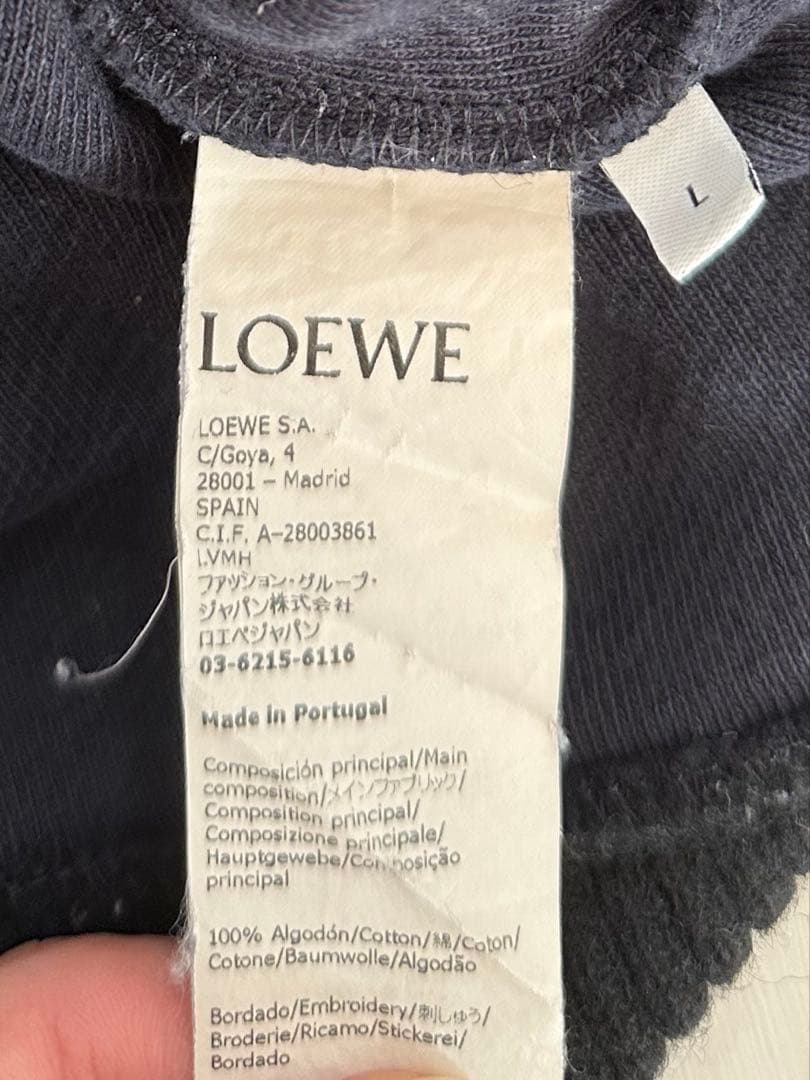 L
LOEWE
LOEWE S.A.
C/Goya, 4
28001 – Madrid
SPAIN
C.I.F. A-28003861
LVMH
ファッション・グループ・
ジャパン株式会社
ロエベジャパン
03-6215-6116
Made in Portugal
Composición principal/Main
composition/メインファブリック/
Composition principal/
Composizione principale/
Hauptgewebe/Composição
principal
100% Algodón/Cotton/綿/Coton/
Cotone/Baumwolle/Algodão
Bordado/Embroidery/刺しゅう/
Broderie/Ricamo/Stickerei/
Bordado